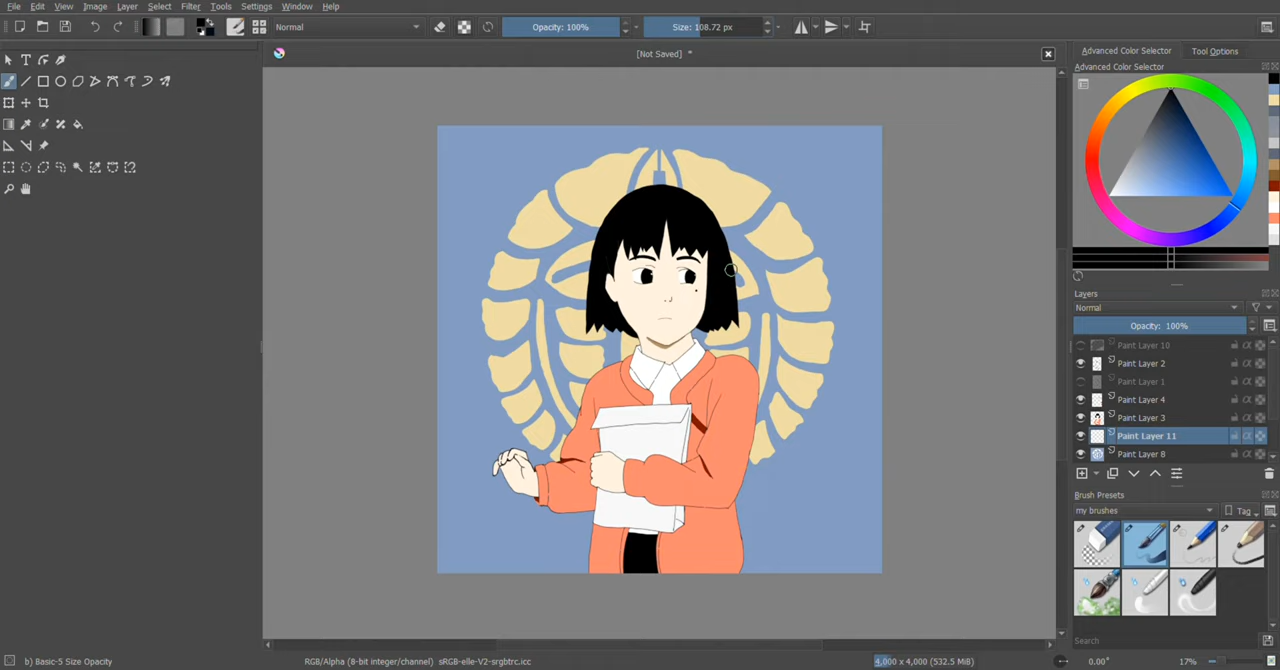 File Edit View Image Layer Select Filter Tools Settings Window Help
Normal Opacity: 100% Size: 108.72 px
[Not Saved] *
Advanced Color Selector Tool Options
Advanced Color Selector
Layers
Normal
Opacity: 100%
Paint Layer 10
Paint Layer 2
Paint Layer 1
Paint Layer 4
Paint Layer 3
Paint Layer 11
Paint Layer 8
Brush Presets
my brushes Tag
Search
b) Basic-5 Size Opacity RGB/Alpha (8-bit integer/channel) sRGB-elle-V2-srgbtrc.icc 4,000 x 4,000 (532.5 MiB) 0.00° 17%